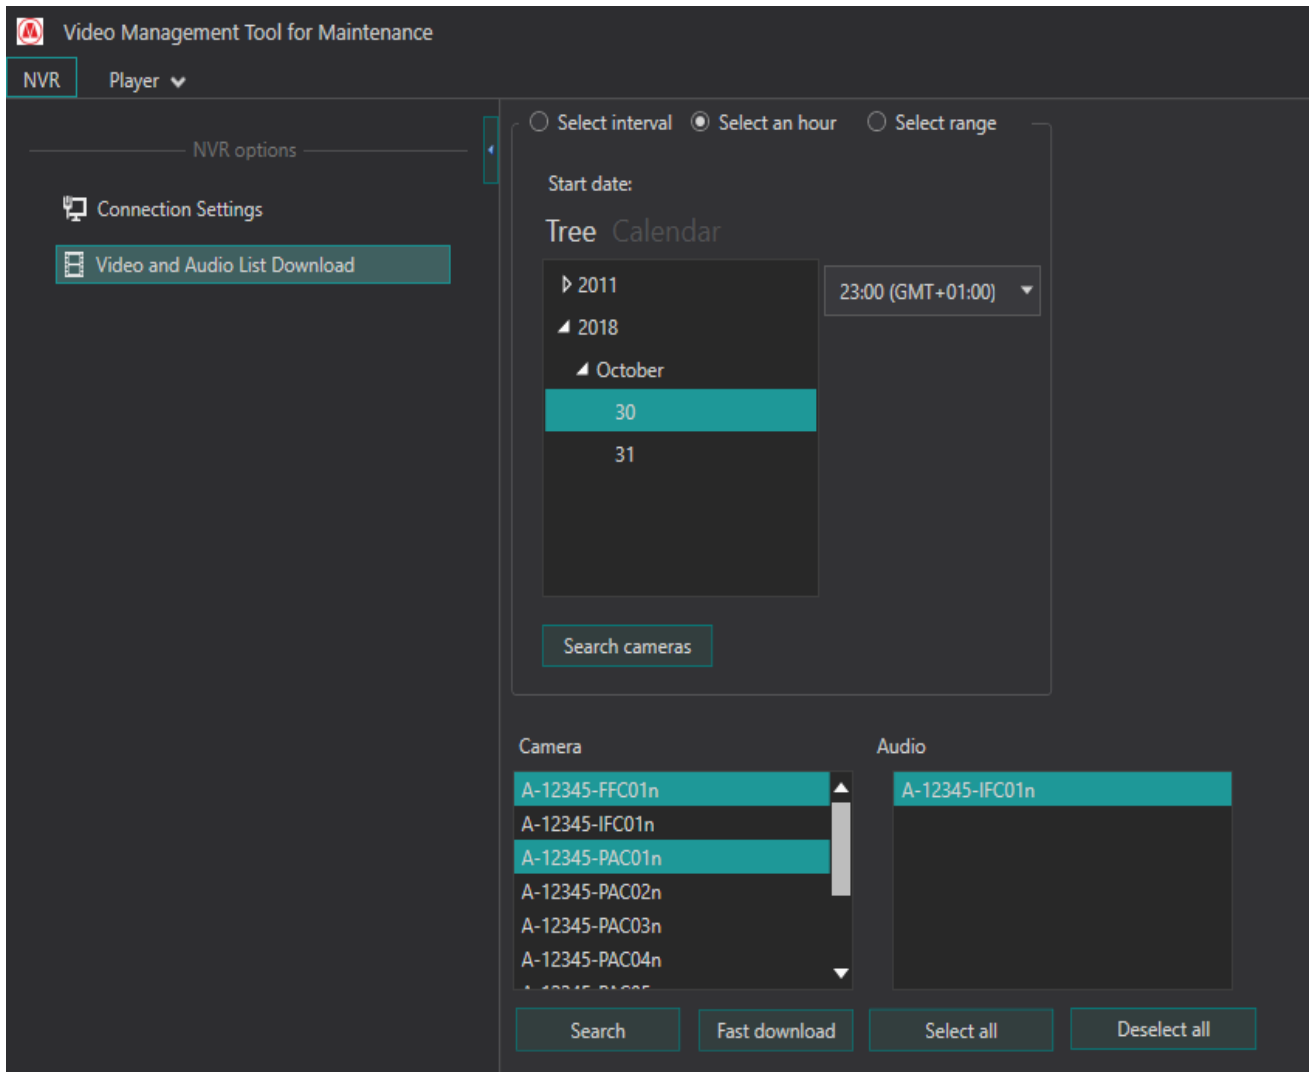 Video Management Tool for Maintenance
NVR Player
NVR options
Connection Settings
Video and Audio List Download
Select interval Select an hour Select range
Start date:
Tree Calendar
2011
23:00 (GMT+01:00)
2018
October
30
31
Search cameras
Camera
A-12345-FFC01n
A-12345-IFC01n
A-12345-PAC01n
A-12345-PAC02n
A-12345-PAC03n
A-12345-PAC04n
Audio
A-12345-IFC01n
Search Fast download Select all Deselect all